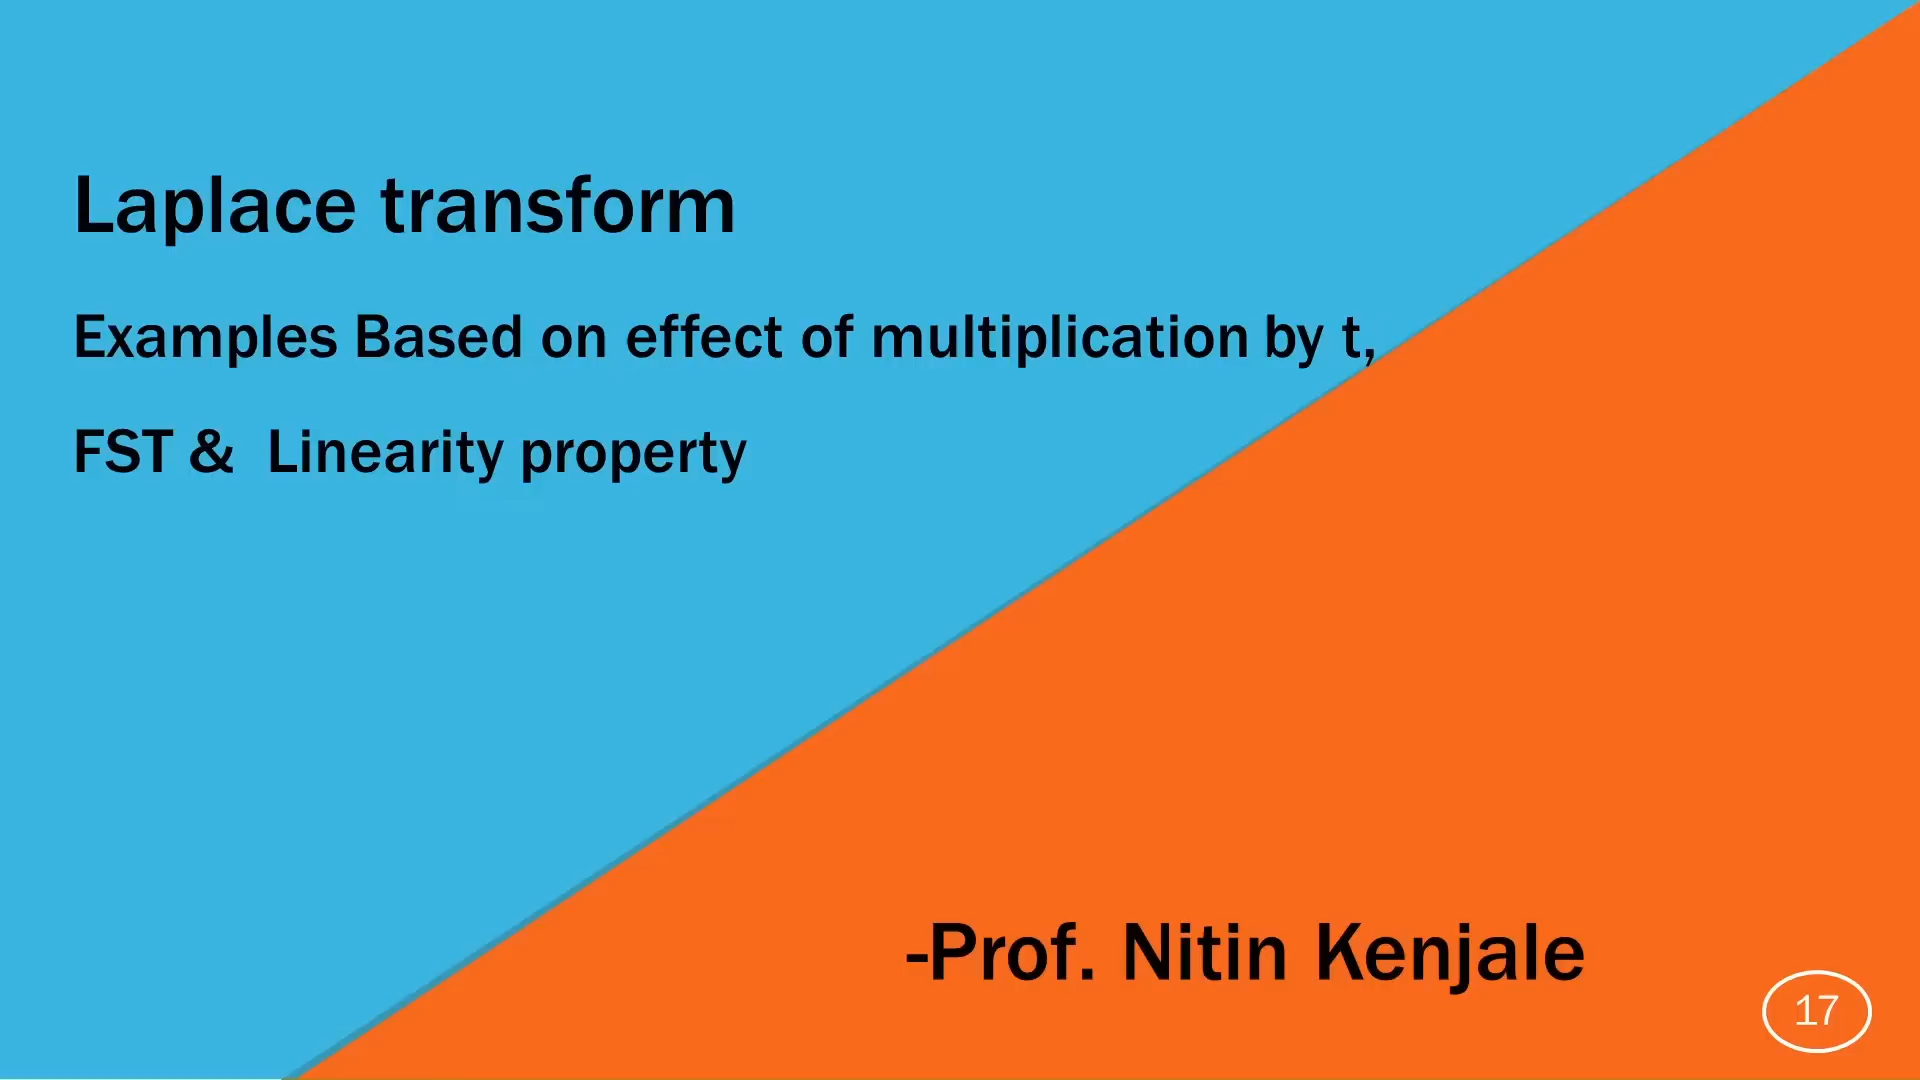 Laplace transform
Examples Based on effect of multiplication by t,
FST & Linearity property
-Prof. Nitin Kenjale
17